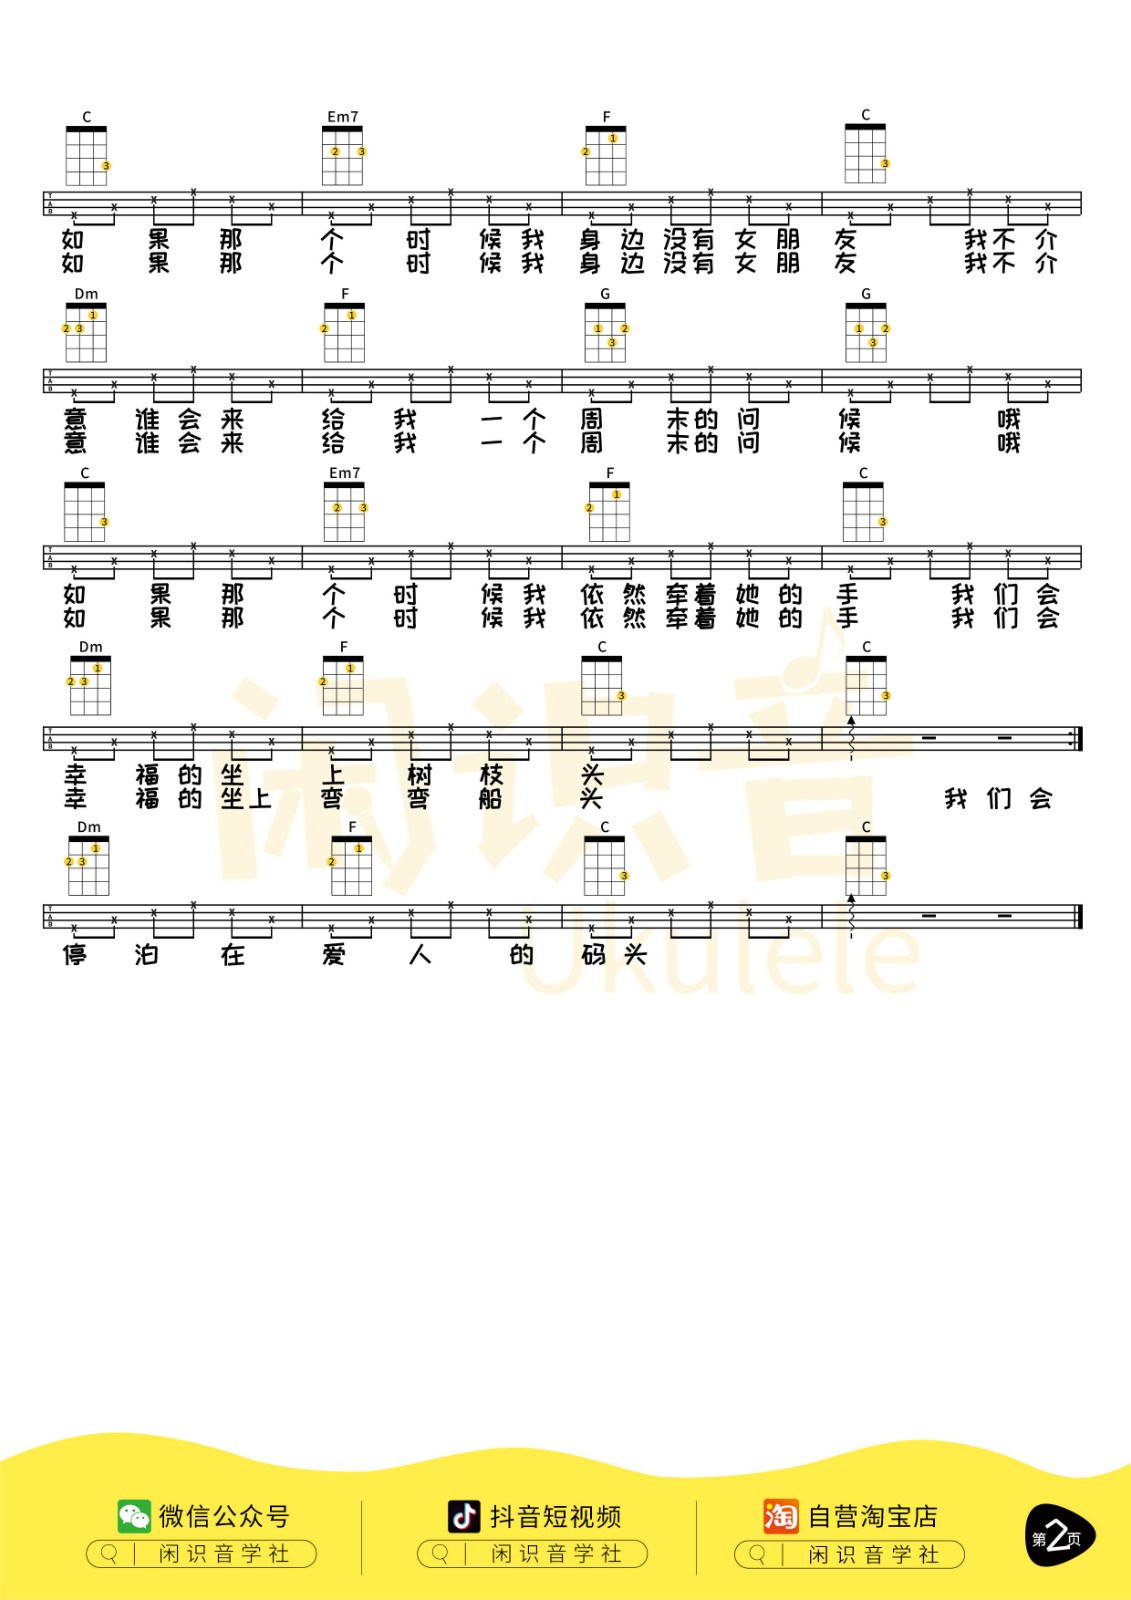 C Em7 F C
如 果 那 个 时 候 我 身 边 没 有 女 朋 友 我 不 介
如 果 那 个 时 候 我 身 边 没 有 女 朋 友 我 不 介
Dm F G G
意 谁 会 来 给 我 一 个 周 末 的 问 候 哦
意 谁 会 来 给 我 一 个 周 末 的 问 候 哦
C Em7 F C
如 果 那 个 时 候 我 依 然 牵 着 她 的 手 我 们 会
如 果 那 个 时 候 我 依 然 牵 着 她 的 手 我 们 会
Dm F C C
幸 福 的 坐 上 树 枝 头
幸 福 的 坐 上 弯 弯 船 头 我 们 会
Dm F C C
停 泊 在 爱 人 的 码 头
闲识音
Ukulele
微信公众号
闲识音学社
抖音短视频
闲识音学社
淘 自营淘宝店
闲识音学社
第2页